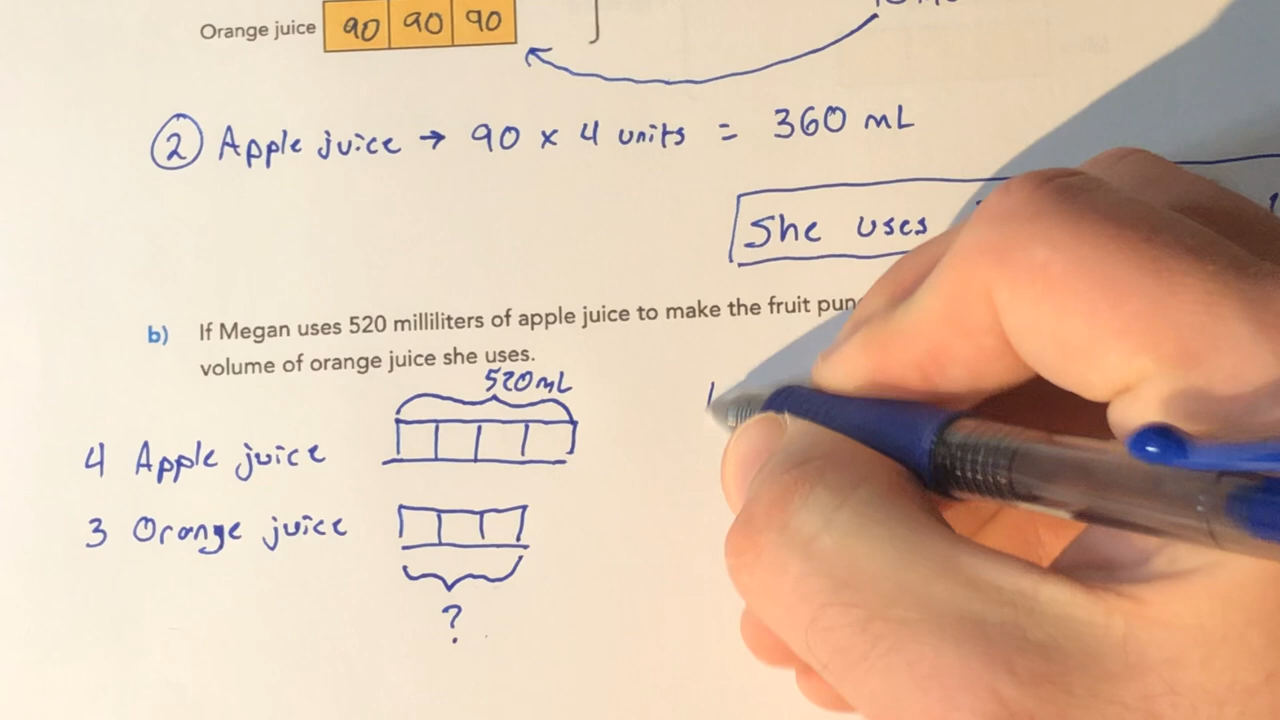 Orange juice 90 90 90
② Apple juice → 90 x 4 units = 360 mL
She uses
b) If Megan uses 520 milliliters of apple juice to make the fruit
volume of orange juice she uses.
520mL
4 Apple juice
3 Orange juice
?